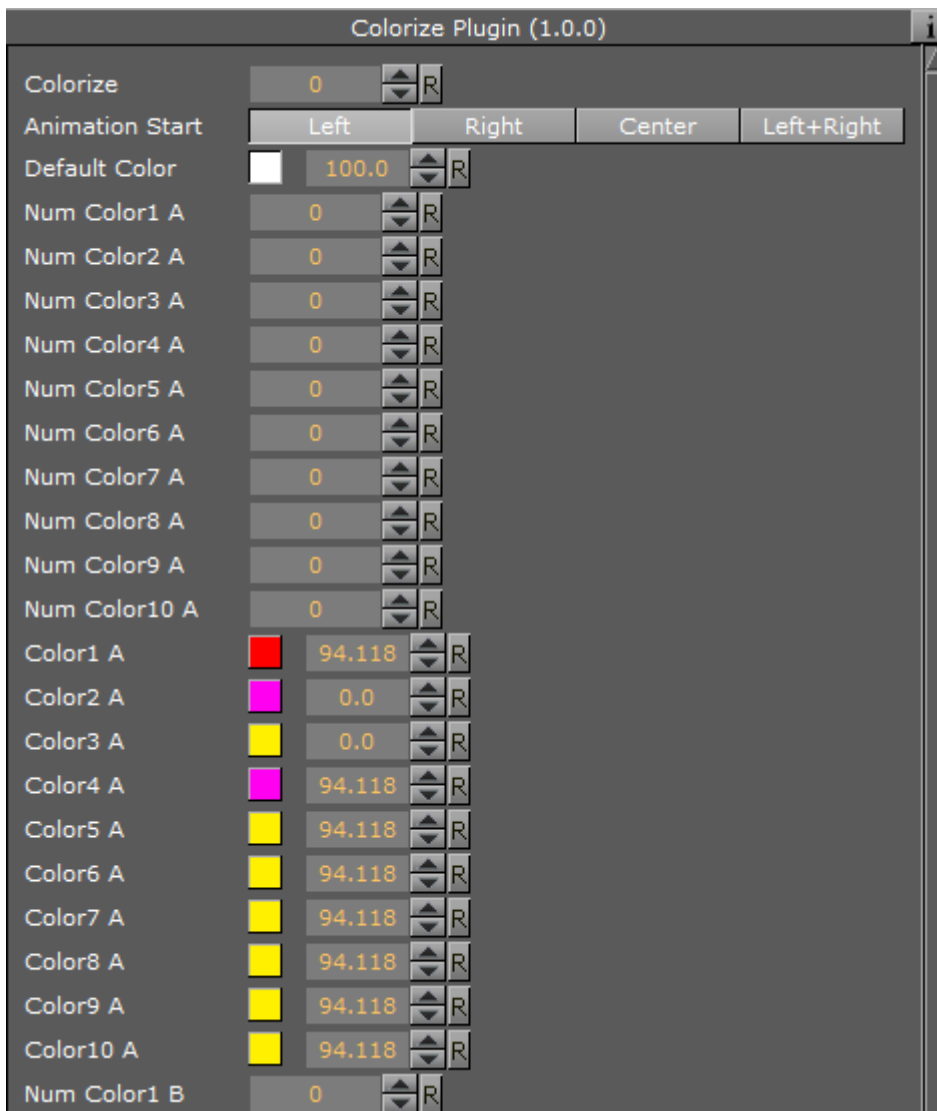 Colorize Plugin (1.0.0) i
Colorize 0 R
Animation Start Left Right Center Left+Right
Default Color 100.0 R
Num Color1 A 0 R
Num Color2 A 0 R
Num Color3 A 0 R
Num Color4 A 0 R
Num Color5 A 0 R
Num Color6 A 0 R
Num Color7 A 0 R
Num Color8 A 0 R
Num Color9 A 0 R
Num Color10 A 0 R
Color1 A 94.118 R
Color2 A 0.0 R
Color3 A 0.0 R
Color4 A 94.118 R
Color5 A 94.118 R
Color6 A 94.118 R
Color7 A 94.118 R
Color8 A 94.118 R
Color9 A 94.118 R
Color10 A 94.118 R
Num Color1 B 0 R